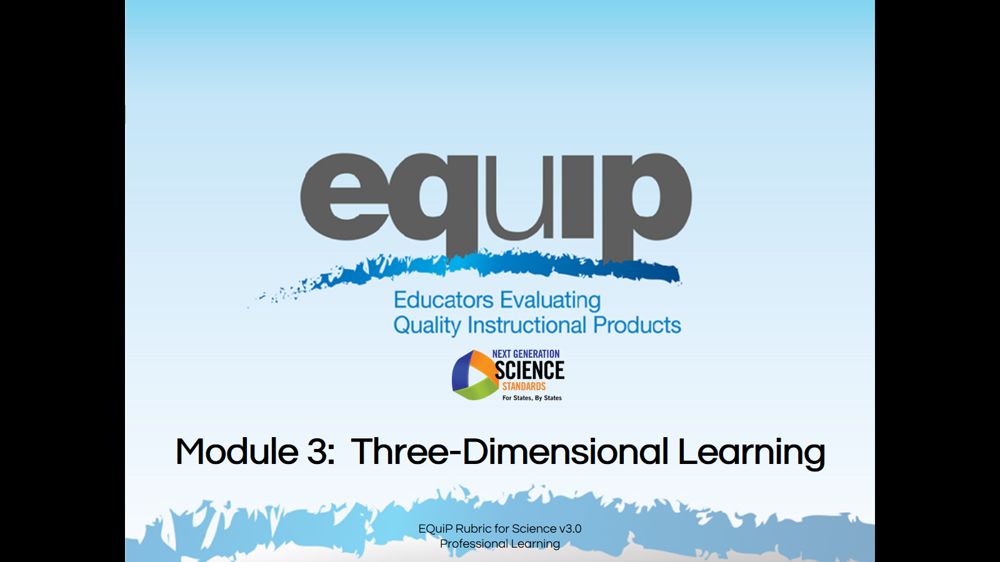 equip
Educators Evaluating
Quality Instructional Products
NEXT GENERATION
SCIENCE
STANDARDS
For States, By States
Module 3:  Three-Dimensional Learning
EQuiP Rubric for Science v3.0
Professional Learning